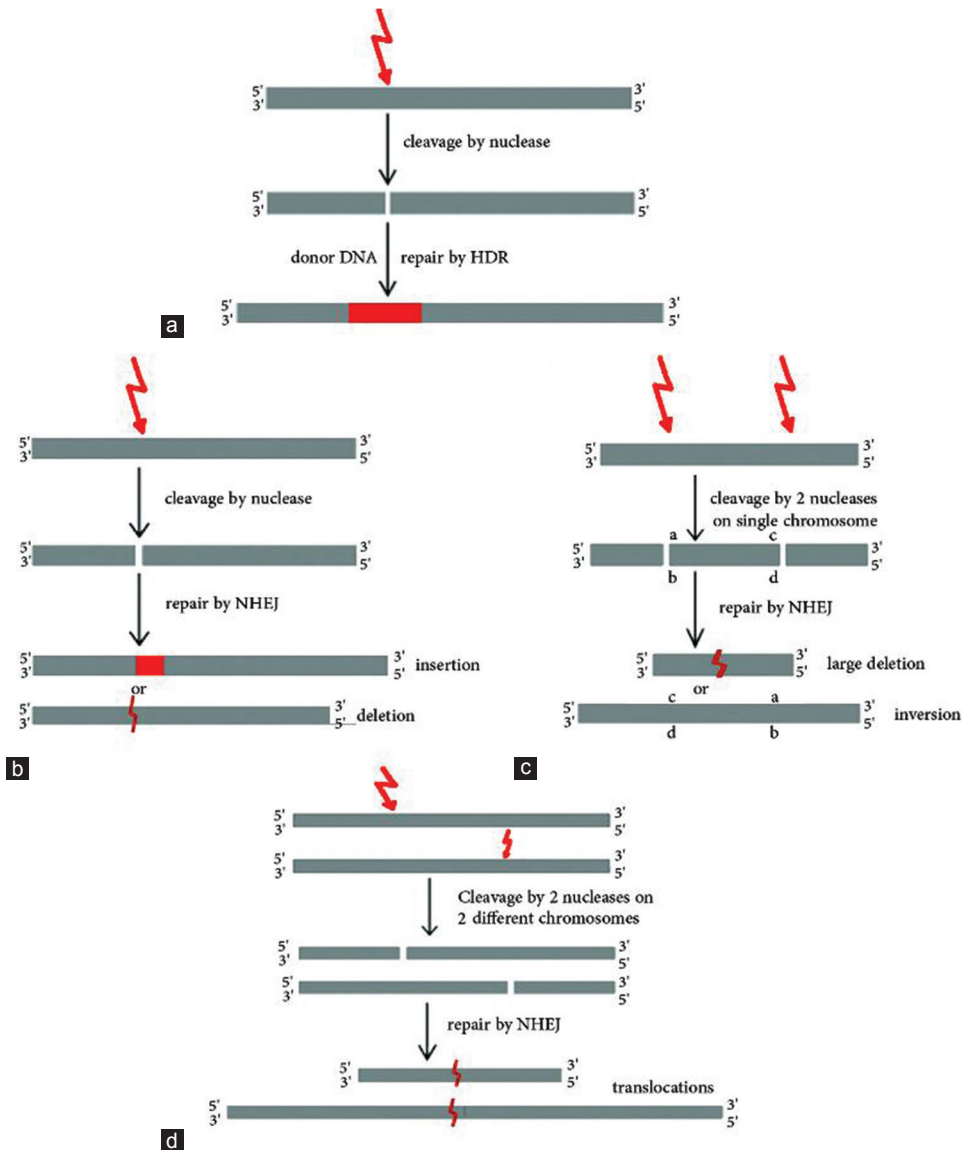 5' 3'
3' 5'
cleavage by nuclease
5' 3'
3' 5'
donor DNA repair by HDR
5' 3'
3' 5'
a
5' 3'
3' 5'
cleavage by nuclease
5' 3'
3' 5'
repair by NHEJ
5' 3'
3' 5'
insertion
or
5' 3'
3' 5'
deletion
b
5' 3'
3' 5'
cleavage by 2 nucleases
on single chromosome
a c
5' 3'
3' 5'
b d
repair by NHEJ
5' 3'
3' 5'
large deletion
or
c a
5' 3'
3' 5'
inversion
d b
c
5' 3'
3' 5'
5' 3'
3' 5'
Cleavage by 2 nucleases on
2 different chromosomes
5' 3'
3' 5'
5' 3'
3' 5'
repair by NHEJ
5' 3'
3' 5'
translocations
5' 3'
3' 5'
d